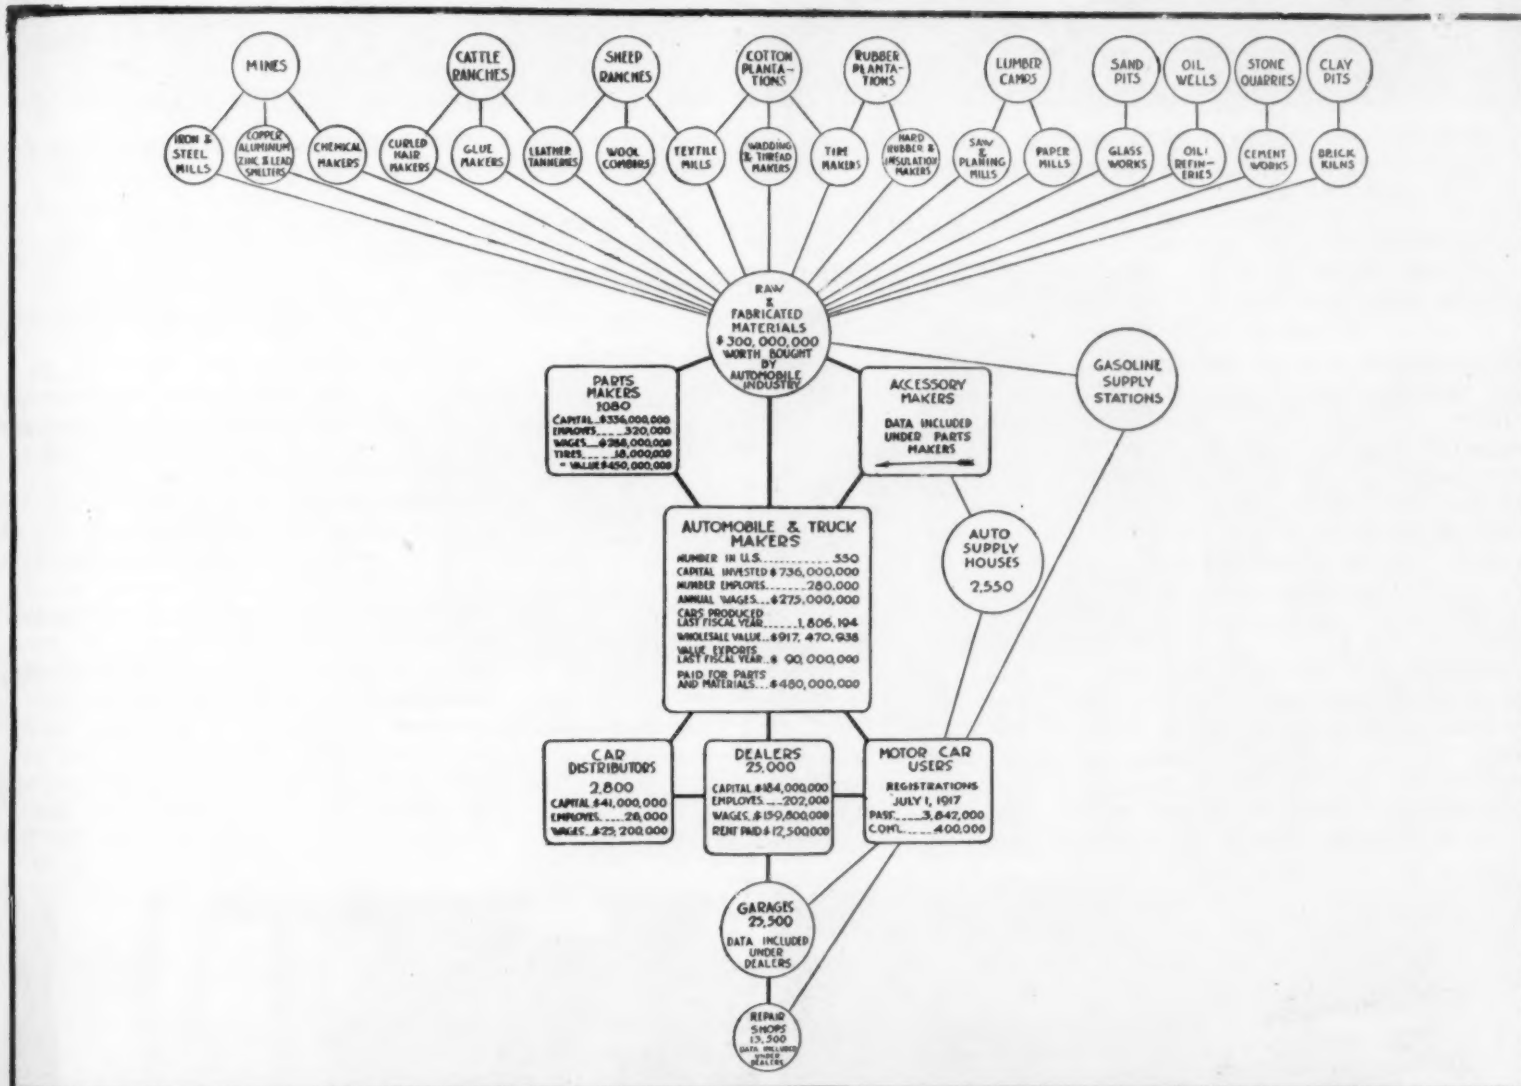 MINES
CATTLE
RANCHES
SHEEP
RANCHES
COTTON
PLANTA-
TIONS
RUBBER
PLANTA-
TIONS
LUMBER
CAMPS
SAND
PITS
OIL
WELLS
STONE
QUARRIES
CLAY
PITS
IRON &
STEEL
MILLS
COPPER
ALUMINUM
ZINC & LEAD
SMELTERS
CHEMICAL
MAKERS
CURLED
HAIR
MAKERS
GLUE
MAKERS
LEATHER
TANNERIES
WOOL
COMBERS
TEXTILE
MILLS
WADDING
& THREAD
MAKERS
TIRE
MAKERS
HARD
RUBBER &
INSULATION
MAKERS
SAW
&
PLANING
MILLS
PAPER
MILLS
GLASS
WORKS
OIL
REFIN-
ERIES
CEMENT
WORKS
BRICK
KILNS
RAW
&
FABRICATED
MATERIALS
$300,000,000
WORTH BOUGHT
BY
AUTOMOBILE
INDUSTRY
PARTS
MAKERS
1080
CAPITAL..$336,000,000
EMPLOYES......320,000
WAGES....$288,000,000
TIRES......18,000,000
" VALUE $450,000,000
ACCESSORY
MAKERS
DATA INCLUDED
UNDER PARTS
MAKERS
GASOLINE
SUPPLY
STATIONS
AUTOMOBILE & TRUCK
MAKERS
NUMBER IN U.S..............550
CAPITAL INVESTED $736,000,000
NUMBER EMPLOYES........280,000
ANNUAL WAGES....$275,000,000
CARS PRODUCED
LAST FISCAL YEAR.......1,806,194
WHOLESALE VALUE..$917,470,938
VALUE EXPORTS
LAST FISCAL YEAR..$ 90,000,000
PAID FOR PARTS
AND MATERIALS....$480,000,000
AUTO
SUPPLY
HOUSES
2,550
CAR
DISTRIBUTORS
2,800
CAPITAL $41,000,000
EMPLOYES.......28,000
WAGES..$25,200,000
DEALERS
25,000
CAPITAL $184,000,000
EMPLOYES.....202,000
WAGES..$159,800,000
RENT PAID $12,500,000
MOTOR CAR
USERS
REGISTRATIONS
JULY 1, 1917
PASS.......3,842,000
COM'L.......400,000
GARAGES
25,500
DATA INCLUDED
UNDER
DEALERS
REPAIR
SHOPS
13,500
DATA INCLUDED
UNDER
DEALERS